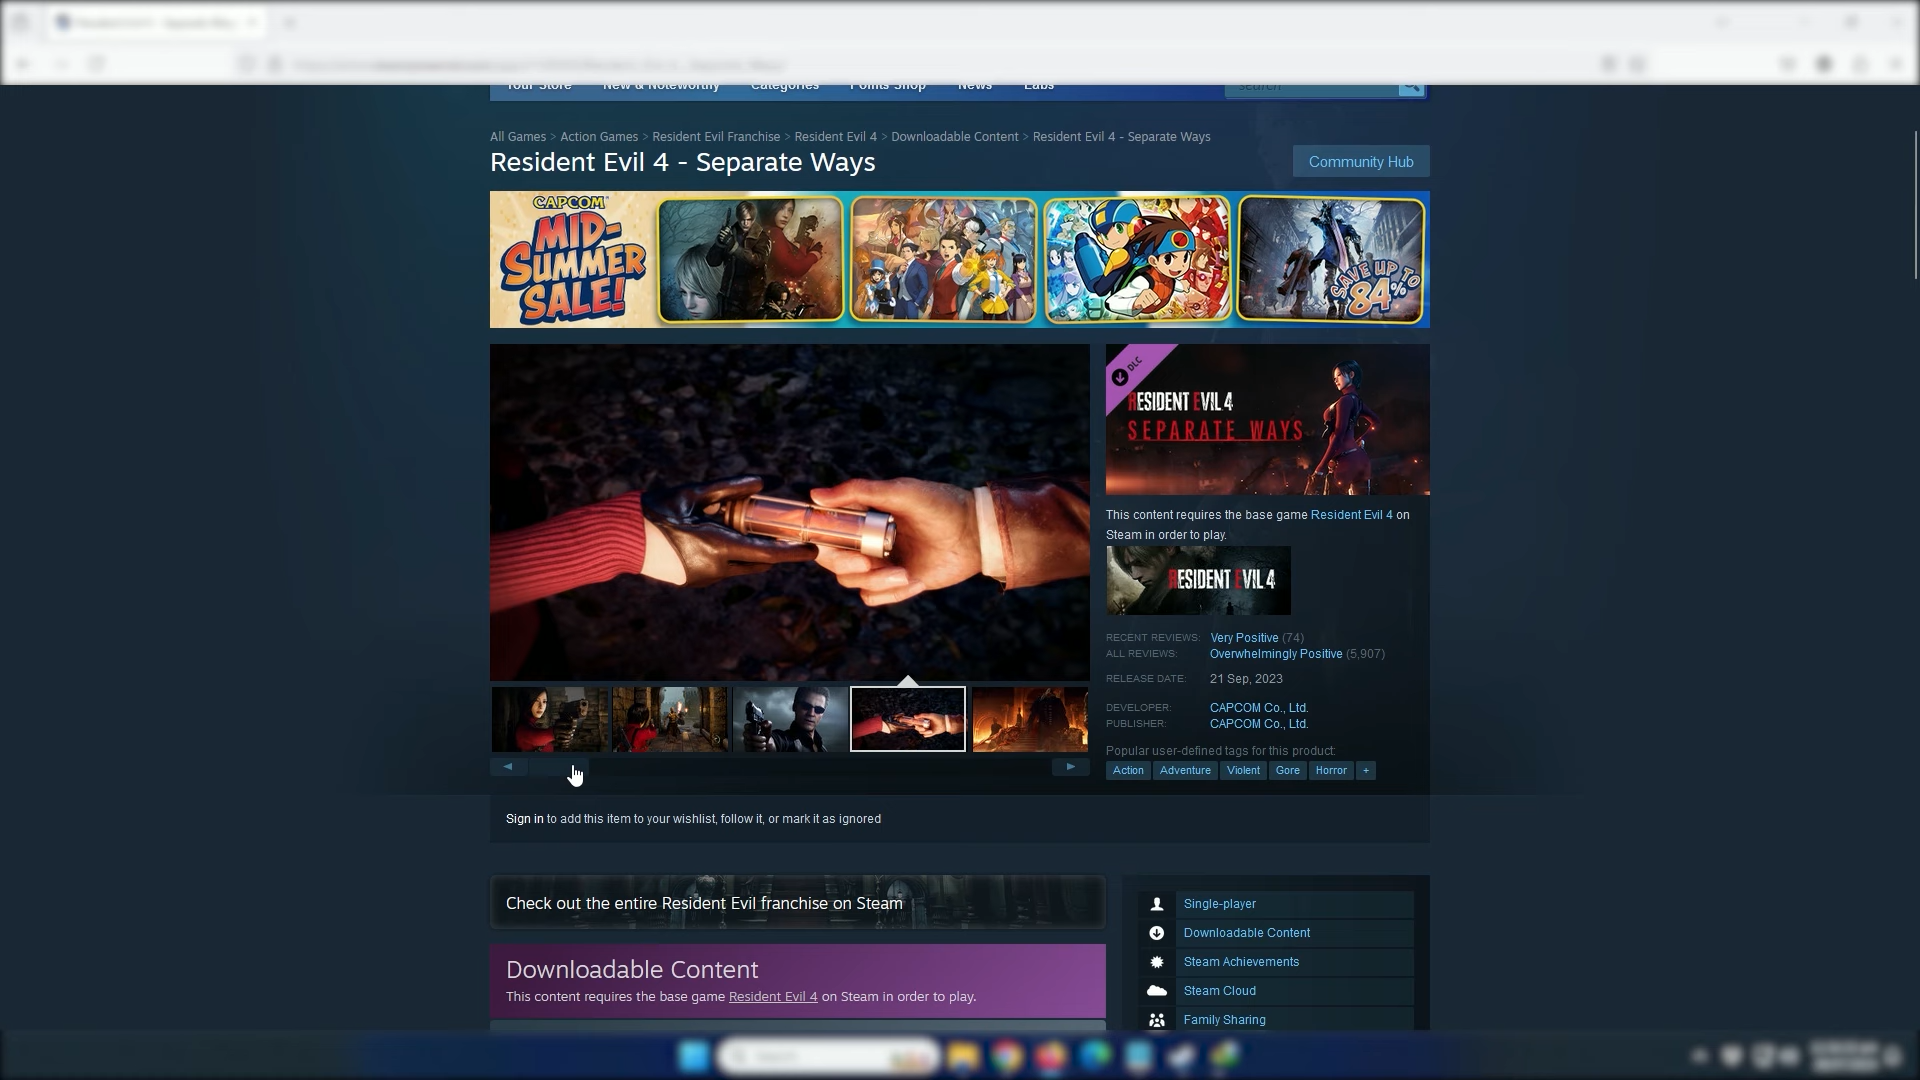 Your Store New & Noteworthy Categories Points Shop News Labs search
All Games > Action Games > Resident Evil Franchise > Resident Evil 4 > Downloadable Content > Resident Evil 4 - Separate Ways
Resident Evil 4 - Separate Ways
Community Hub
CAPCOM
MID-
SUMMER
SALE!
SAVE UP TO
84%
DLC
RESIDENT EVIL 4
SEPARATE WAYS
This content requires the base game Resident Evil 4 on
Steam in order to play.
RESIDENT EVIL 4
RECENT REVIEWS: Very Positive (74)
ALL REVIEWS: Overwhelmingly Positive (5,907)
RELEASE DATE: 21 Sep, 2023
DEVELOPER: CAPCOM Co., Ltd.
PUBLISHER: CAPCOM Co., Ltd.
Popular user-defined tags for this product:
Action Adventure Violent Gore Horror +
Sign in to add this item to your wishlist, follow it, or mark it as ignored
Check out the entire Resident Evil franchise on Steam
Downloadable Content
This content requires the base game Resident Evil 4 on Steam in order to play.
Single-player
Downloadable Content
Steam Achievements
Steam Cloud
Family Sharing